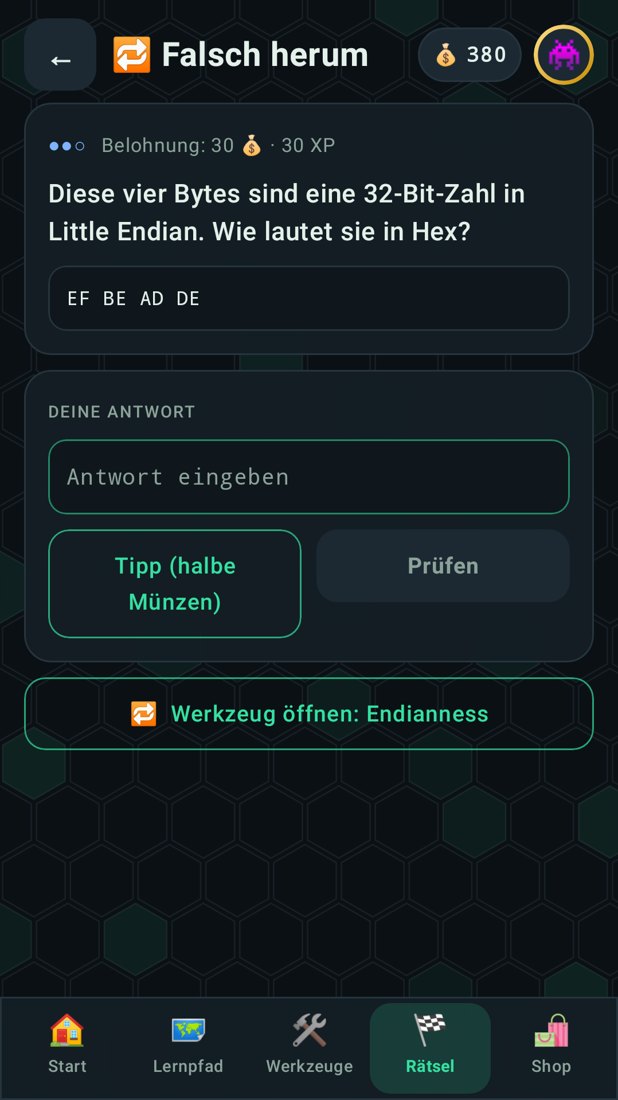 ← 🔁 Falsch herum 💰 380
●●○ Belohnung: 30 💰 · 30 XP
Diese vier Bytes sind eine 32-Bit-Zahl in
Little Endian. Wie lautet sie in Hex?
EF BE AD DE
DEINE ANTWORT
Antwort eingeben
Tipp (halbe
Münzen)
Prüfen
🔁 Werkzeug öffnen: Endianness
Start
Lernpfad
Werkzeuge
Rätsel
Shop